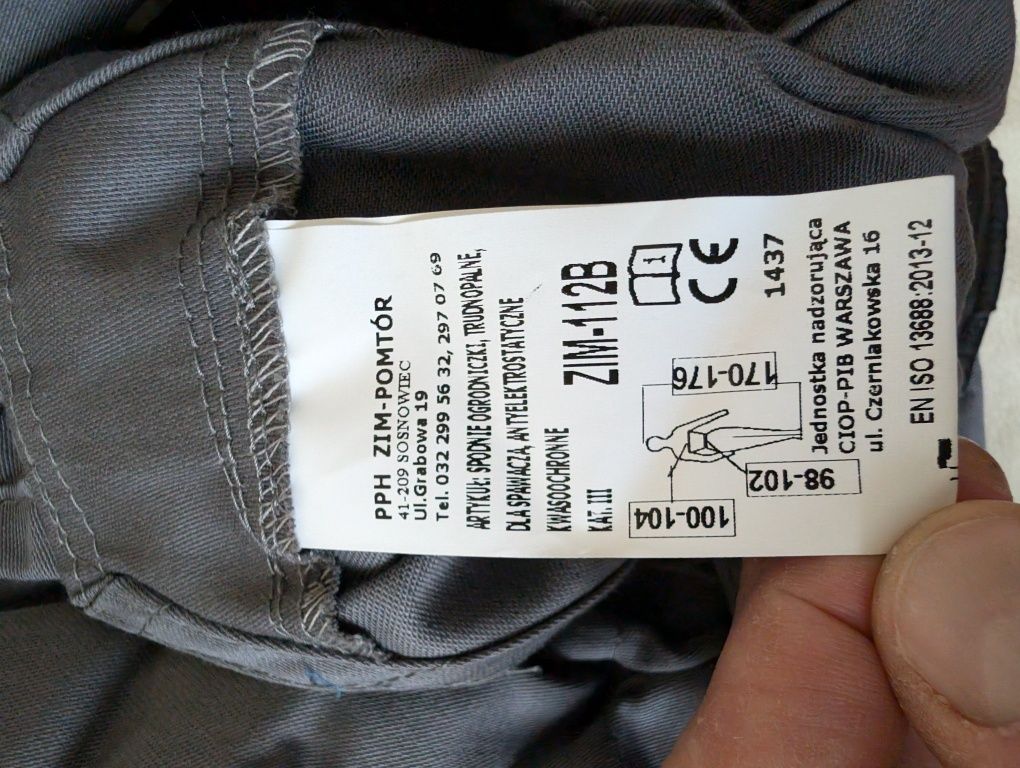 PPH ZIM-POMTÓR
41-209 SOSNOWIEC
Ul.Grabowa 19
Tel. 032 299 56 32, 297 07 69
ARTYKUŁ: SPODNIE OGRODNICZKI, TRUDNOPALNE,
DLA SPAWACZA, ANTYELEKTROSTATYCZNE
KWASOOCHRONNE
KAT. III
ZIM-112B
i
CE
1437
170-176
100-104
98-102
Jednostka nadzorująca
CIOP-PIB WARSZAWA
ul. Czerniakowska 16
EN ISO 13688:2013-12